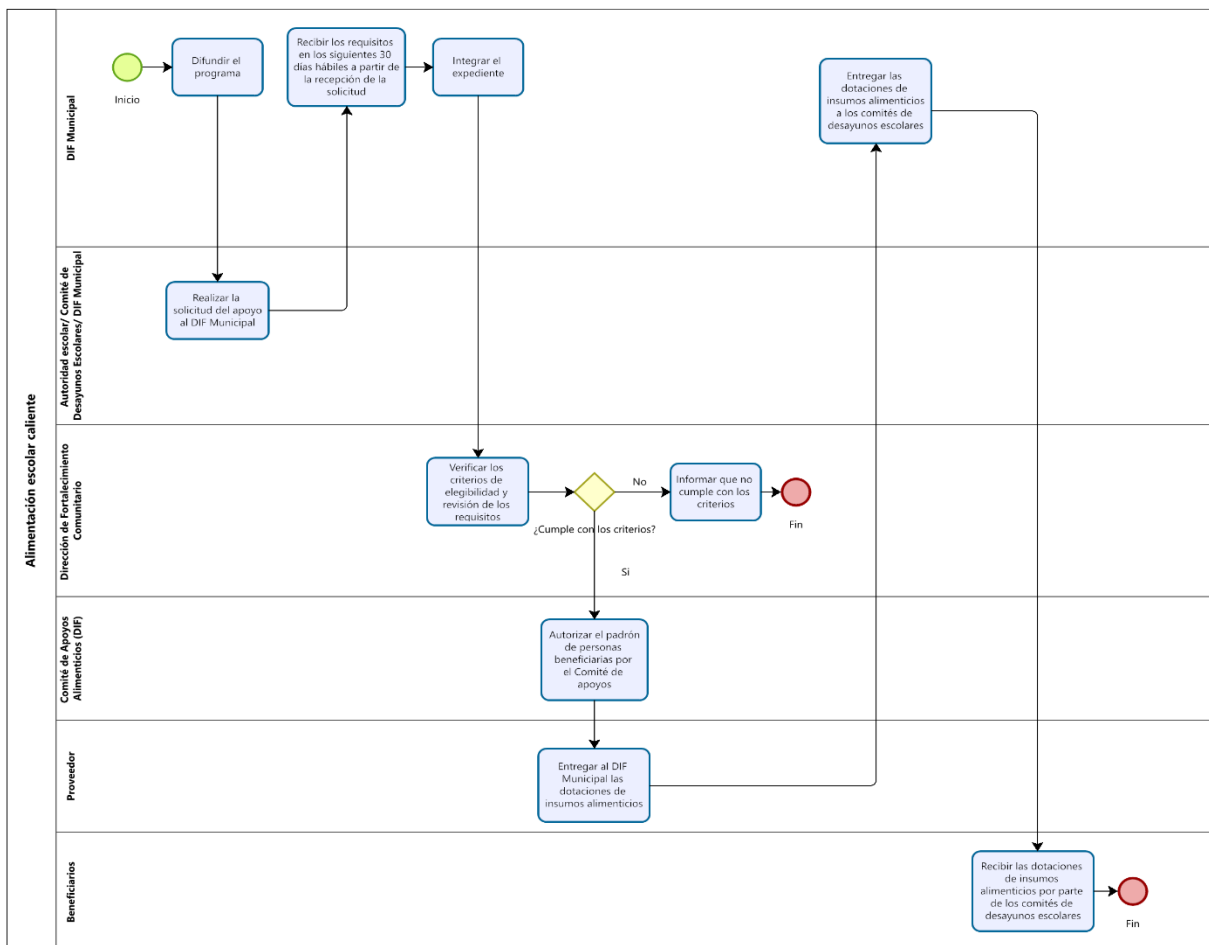 Alimentación escolar caliente
DIF Municipal
Inicio
Difundir el
programa
Recibir los requisitos
en los siguientes 30
días hábiles a partir de
la recepción de la
solicitud
Integrar el
expediente
Entregar las
dotaciones de
insumos alimenticios
a los comités de
desayunos escolares
Autoridad escolar/ Comité de
Desayunos Escolares/ DIF Municipal
Realizar la
solicitud del apoyo
al DIF Municipal
Dirección de Fortalecimiento
Comunitario
Verificar los
criterios de
elegibilidad y
revisión de los
requisitos
¿Cumple con los criterios?
No
Informar que no
cumple con los
criterios
Fin
Si
Comité de Apoyos
Alimenticios (DIF)
Autorizar el padrón
de personas
beneficiarias por
el Comité de
apoyos
Proveedor
Entregar al DIF
Municipal las
dotaciones de
insumos alimenticios
Beneficiarios
Recibir las dotaciones
de insumos
alimenticios por parte
de los comités de
desayunos escolares
Fin